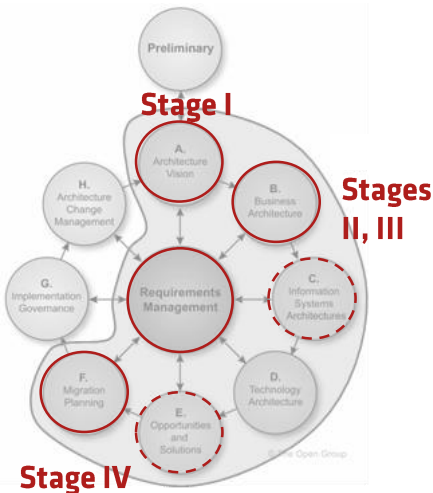 Preliminary
Stage I
A.
Architecture
Vision
H.
Architecture
Change
Management
B.
Business
Architecture
Stages
II, III
G.
Implementation
Governance
Requirements
Management
C.
Information
Systems
Architectures
F.
Migration
Planning
D.
Technology
Architecture
E.
Opportunities
and
Solutions
© The Open Group
Stage IV